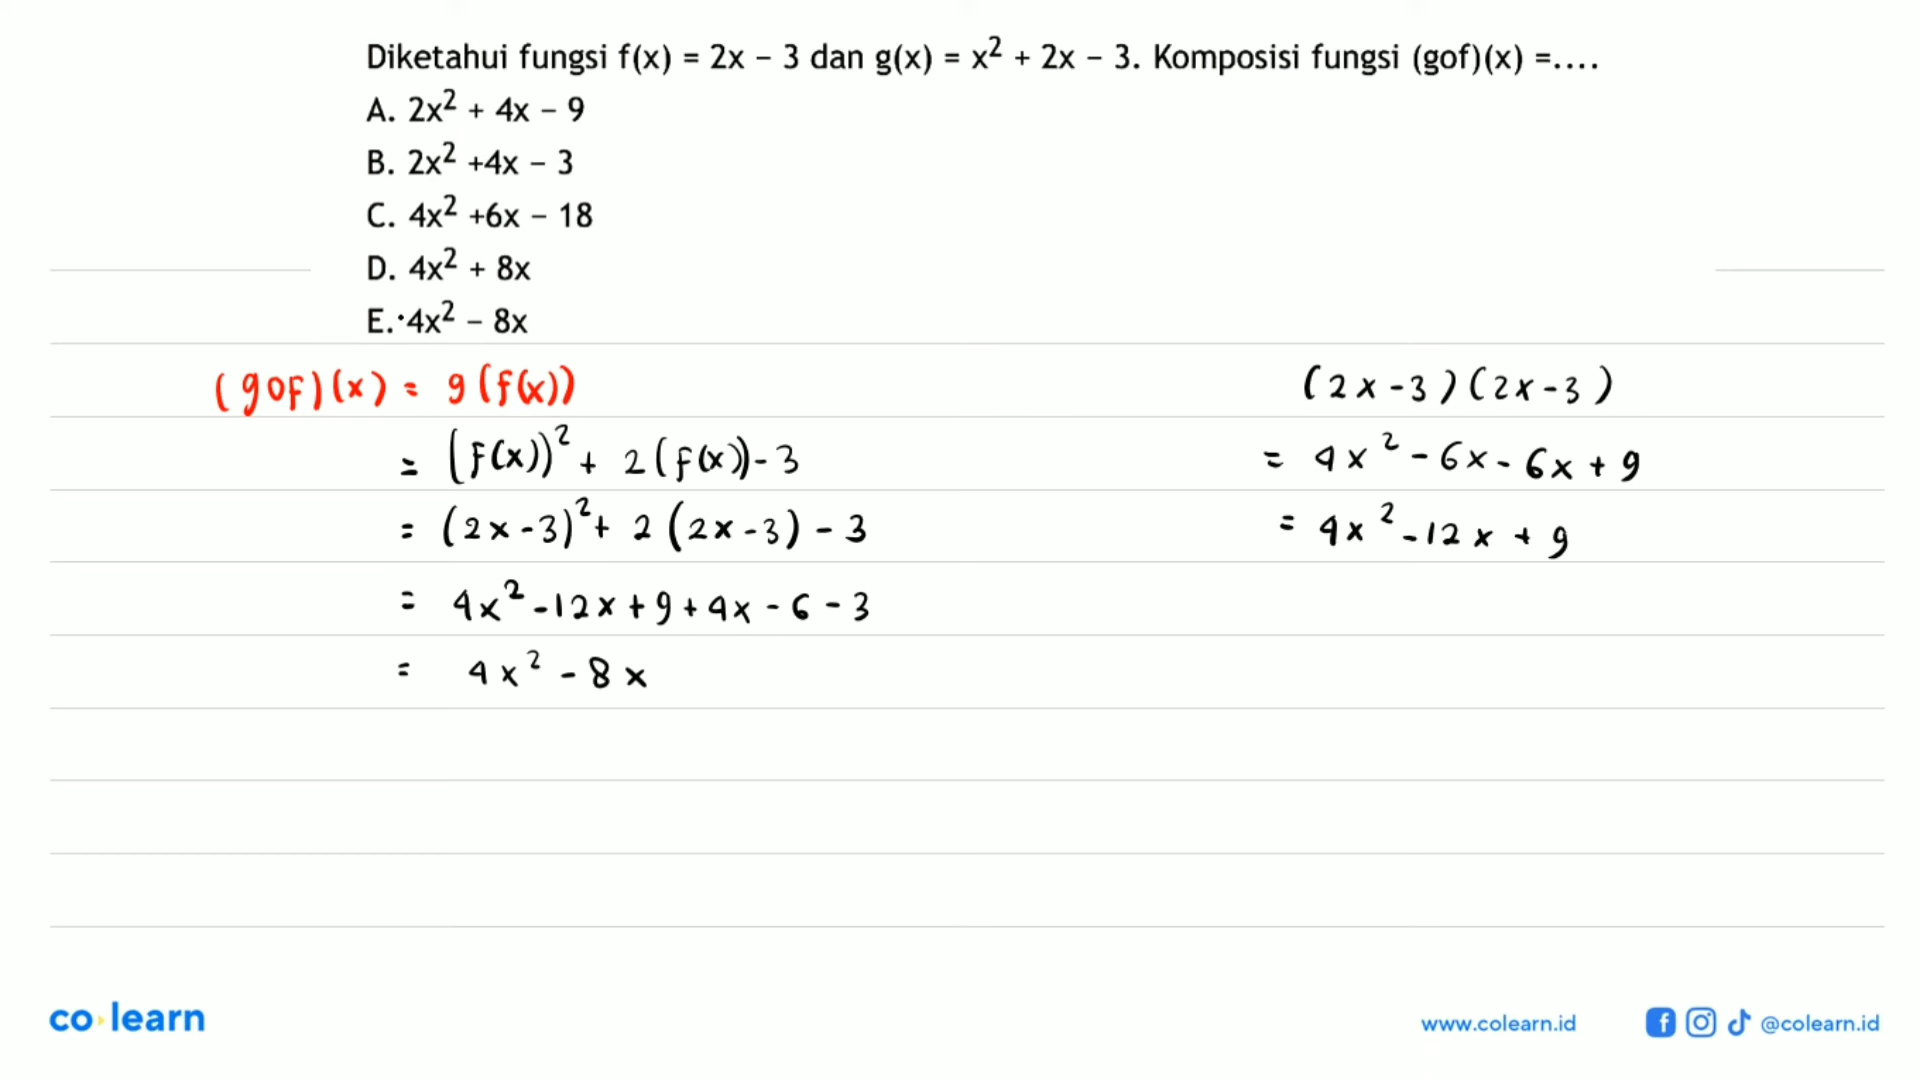 Diketahui fungsi f(x) = 2x – 3 dan g(x) = x² + 2x – 3. Komposisi fungsi (gof)(x) =....
A. 2x² + 4x – 9
B. 2x² +4x – 3
C. 4x² +6x – 18
D. 4x² + 8x
E. 4x² – 8x
(gof)(x) = g(f(x))
= (f(x))² + 2(f(x)) - 3
= (2x - 3)² + 2(2x - 3) - 3
= 4x² - 12x + 9 + 4x - 6 - 3
= 4x² - 8x
(2x - 3)(2x - 3)
= 4x² - 6x - 6x + 9
= 4x² - 12x + 9
co learn
www.colearn.id
@colearn.id